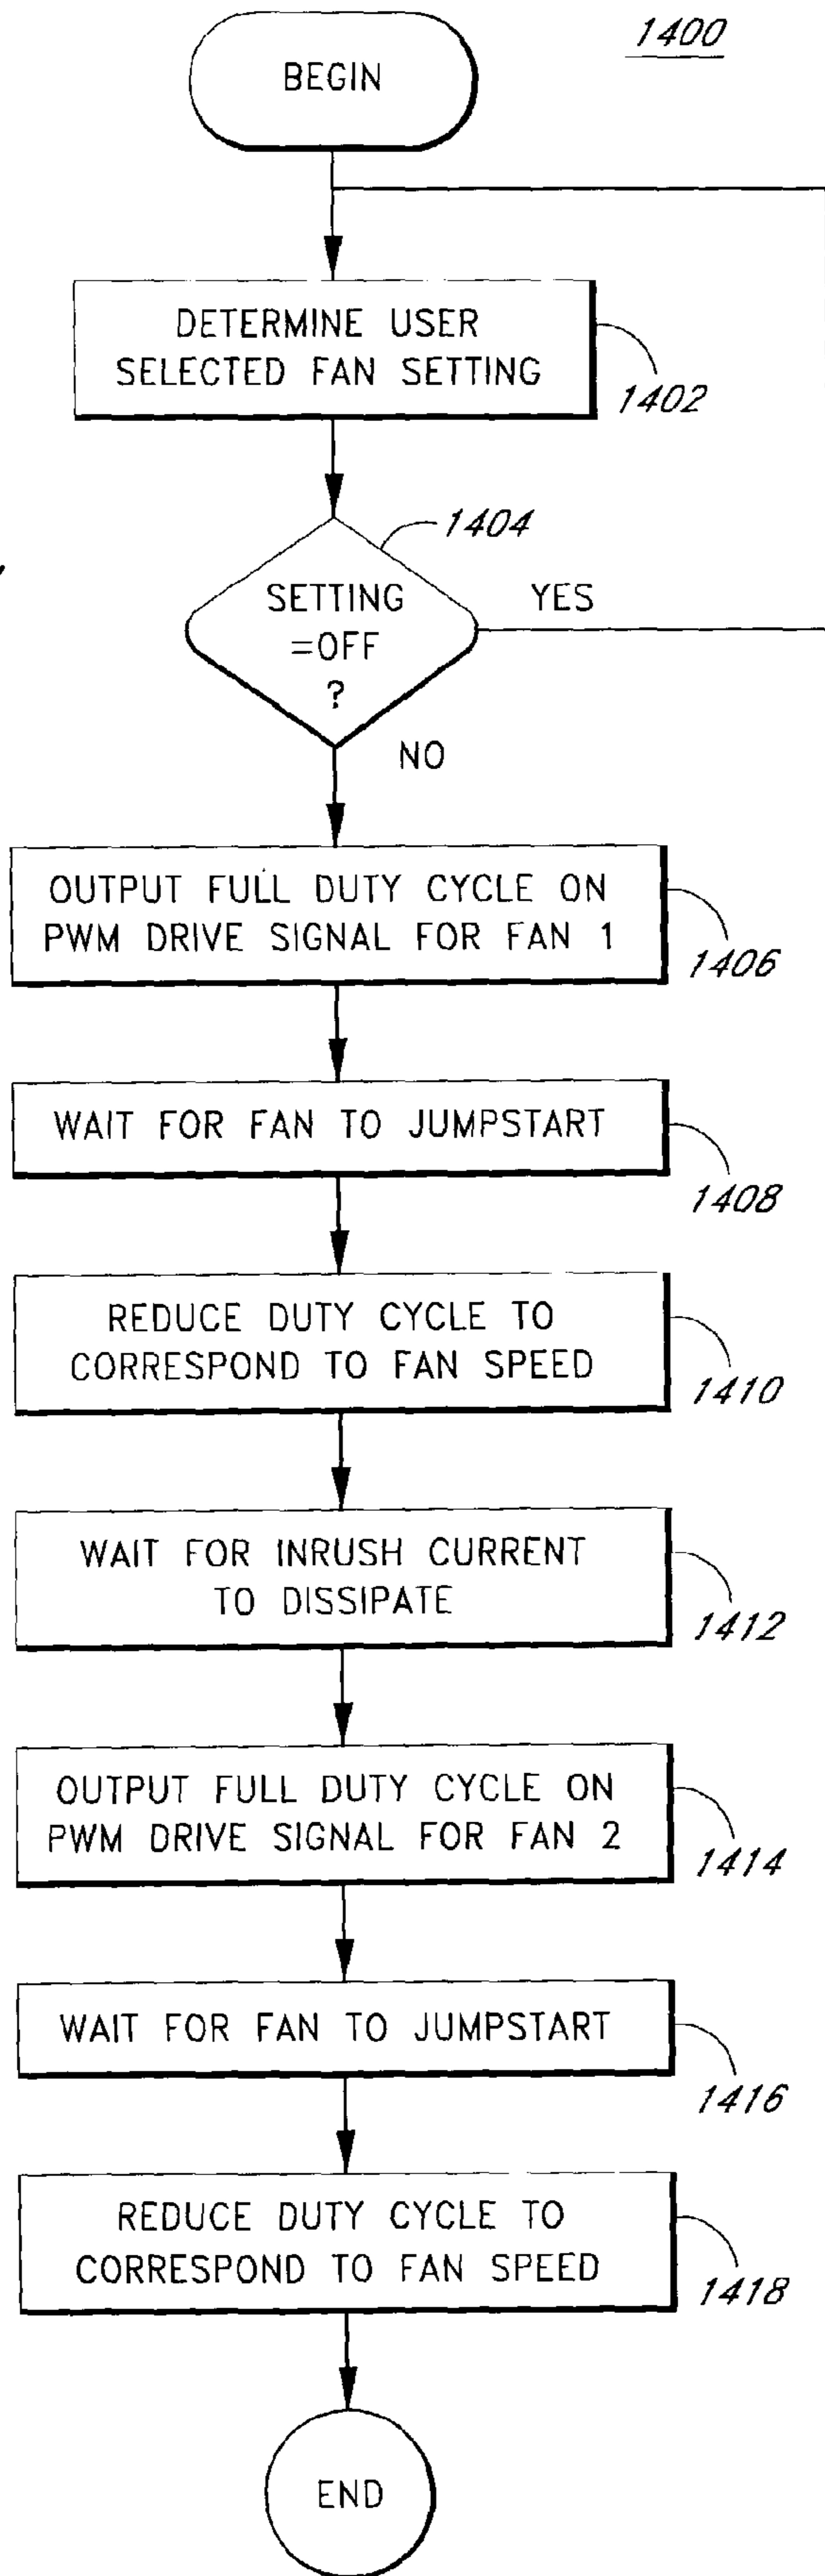 1400
BEGIN
DETERMINE USER
SELECTED FAN SETTING
1402
1404
SETTING
=OFF
?
YES
NO
OUTPUT FULL DUTY CYCLE ON
PWM DRIVE SIGNAL FOR FAN 1
1406
WAIT FOR FAN TO JUMPSTART
1408
REDUCE DUTY CYCLE TO
CORRESPOND TO FAN SPEED
1410
WAIT FOR INRUSH CURRENT
TO DISSIPATE
1412
OUTPUT FULL DUTY CYCLE ON
PWM DRIVE SIGNAL FOR FAN 2
1414
WAIT FOR FAN TO JUMPSTART
1416
REDUCE DUTY CYCLE TO
CORRESPOND TO FAN SPEED
1418
END